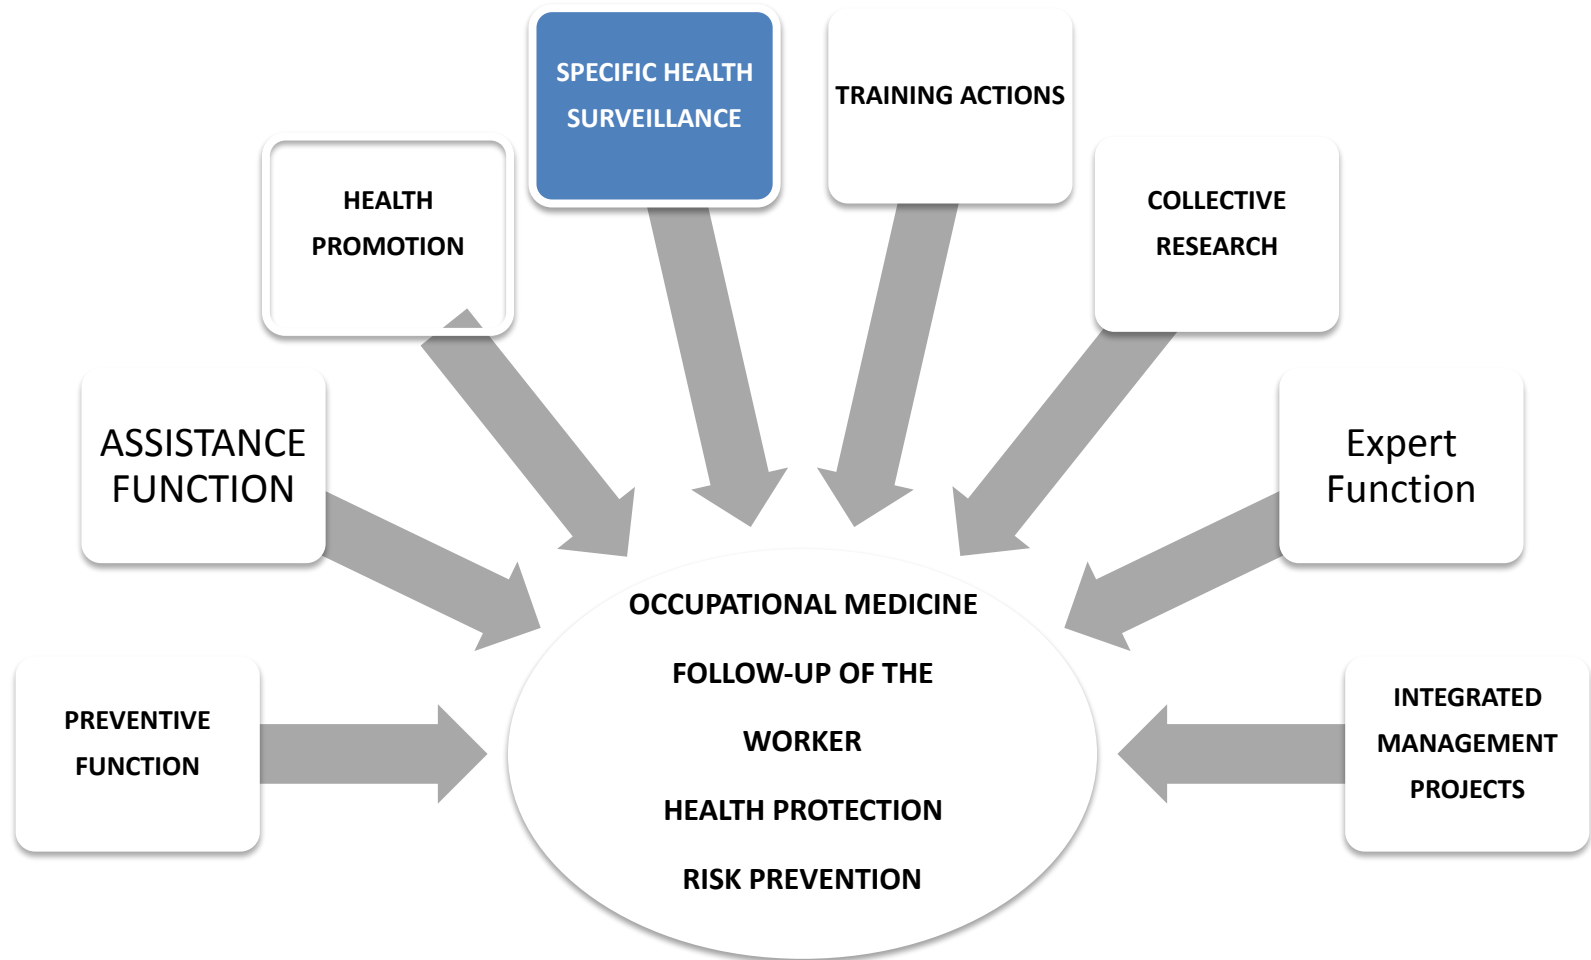 SPECIFIC HEALTH
SURVEILLANCE
TRAINING ACTIONS
HEALTH
PROMOTION
COLLECTIVE
RESEARCH
ASSISTANCE
FUNCTION
Expert
Function
PREVENTIVE
FUNCTION
OCCUPATIONAL MEDICINE
FOLLOW-UP OF THE
WORKER
HEALTH PROTECTION
RISK PREVENTION
INTEGRATED
MANAGEMENT
PROJECTS